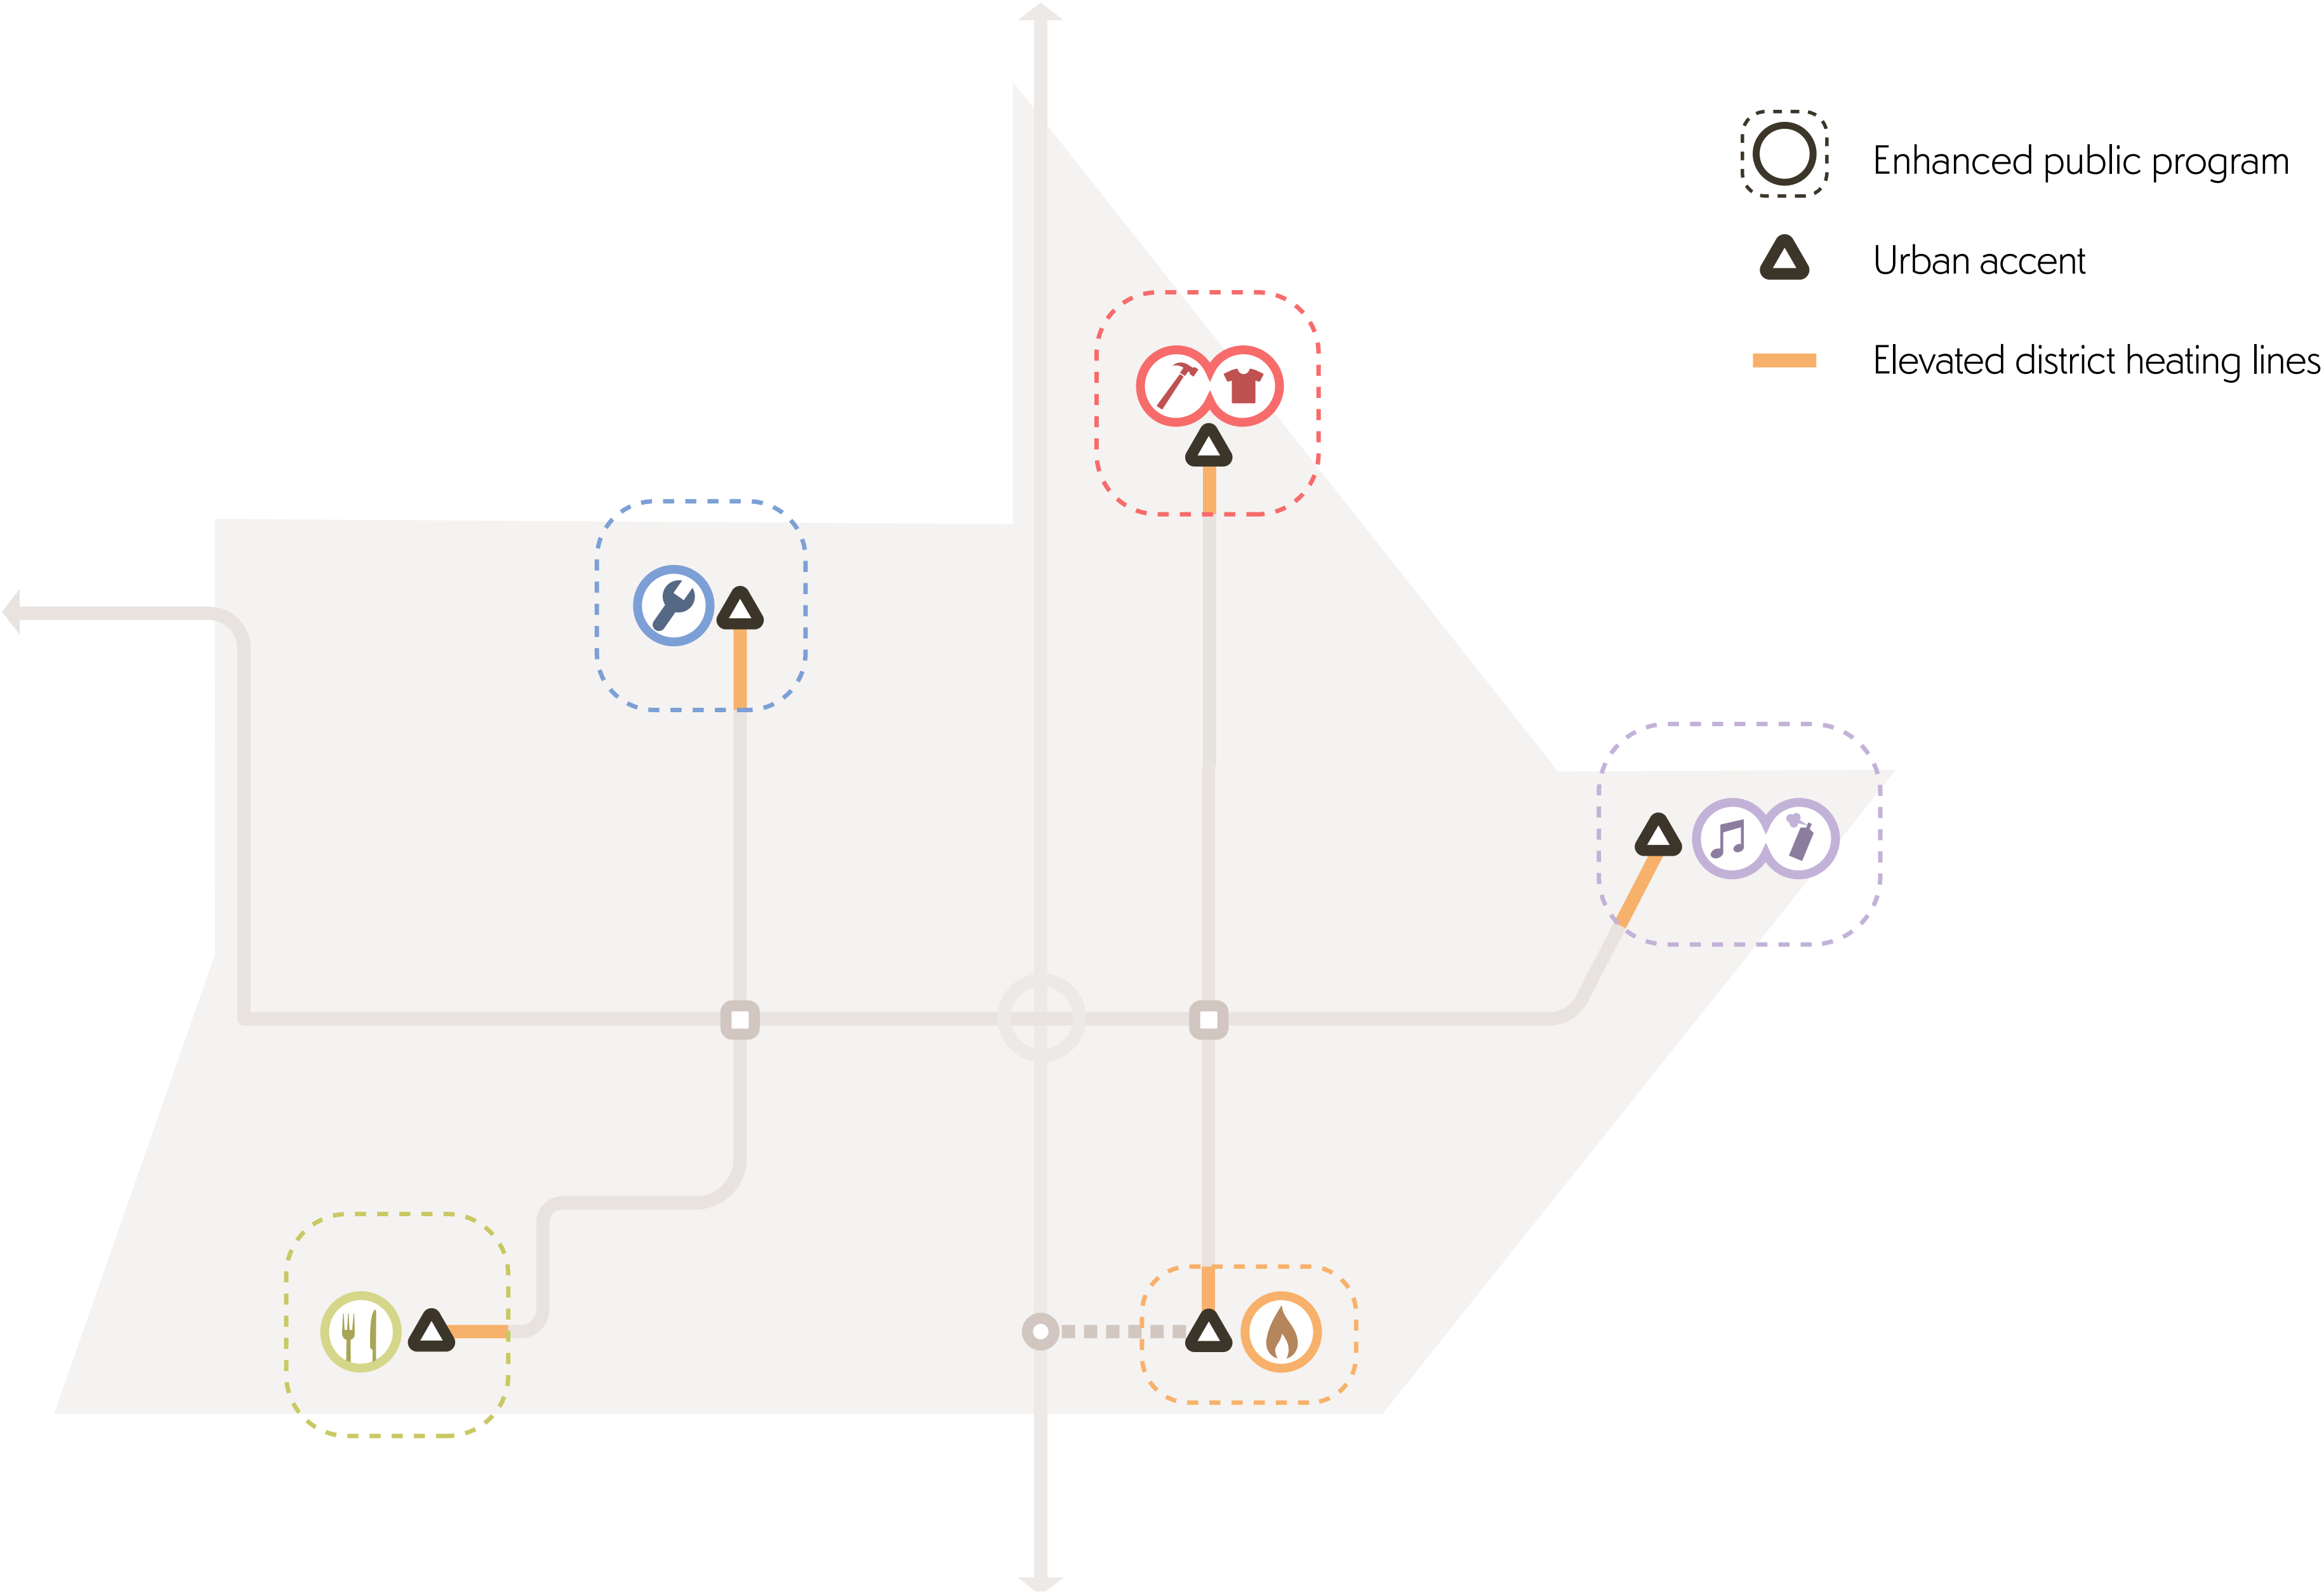 Enhanced public program
Urban accent
Elevated district heating lines